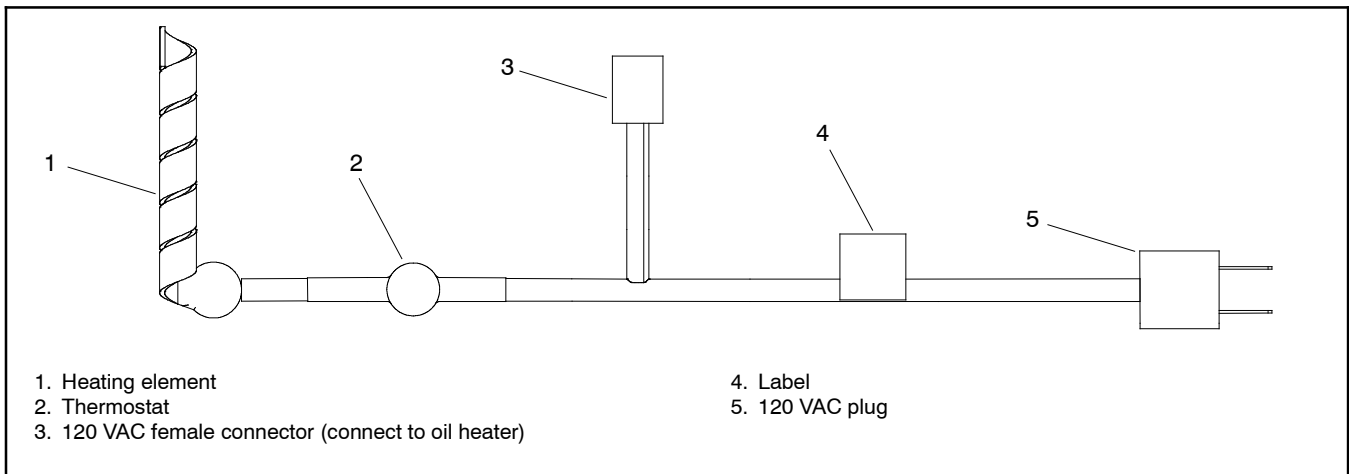 3
4
1
2
5
1. Heating element
2. Thermostat
3. 120 VAC female connector (connect to oil heater)
4. Label
5. 120 VAC plug